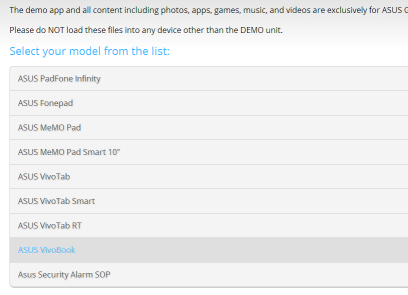 The demo app and all content including photos, apps, games, music, and videos are exclusively for ASUS
Please do NOT load these files into any device other than the DEMO unit.
Select your model from the list:
ASUS PadFone Infinity
ASUS Fonepad
ASUS MeMO Pad
ASUS MeMO Pad Smart 10"
ASUS VivoTab
ASUS VivoTab Smart
ASUS VivoTab RT
ASUS VivoBook
Asus Security Alarm SOP